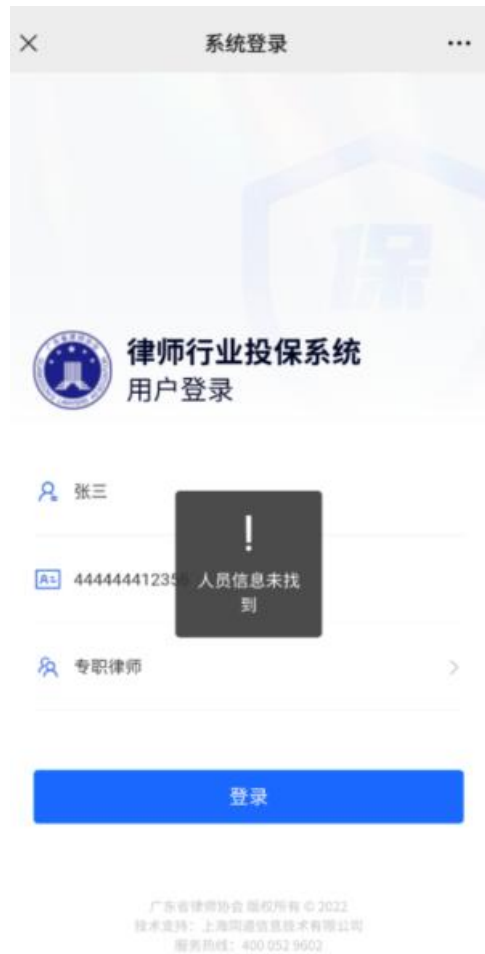 系统登录
保
律师行业投保系统
用户登录
张三
444444412356
人员信息未找
到
专职律师
登录
广东省律师协会 版权所有 © 2022
技术支持：上海同道信息技术有限公司
服务热线：400 052 9602